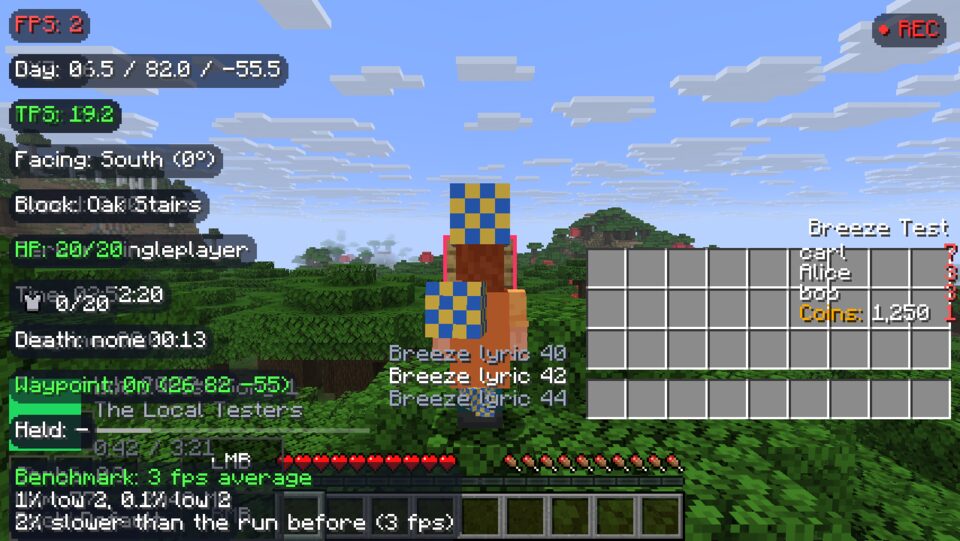 FPS: 2
REC
Day: 06.5 / 82.0 / -55.5
TPS: 19.2
Facing: South (0°)
Block: Oak Stairs
HP: 20/20 ingleplayer
Breeze Test
carl 7
Alice 3
bob 3
Coins: 1,250 1
2:20
0/20
Death: none 00:13
Breeze lyric 40
Breeze lyric 42
Breeze lyric 44
Waypoint: 0m (26 82 -55)
The Local Testers
Held: -
0:42 / 3:21
LMB
Benchmark: 3 fps average
1% low 2, 0.1% low 2
2% slower than the run before (3 fps)